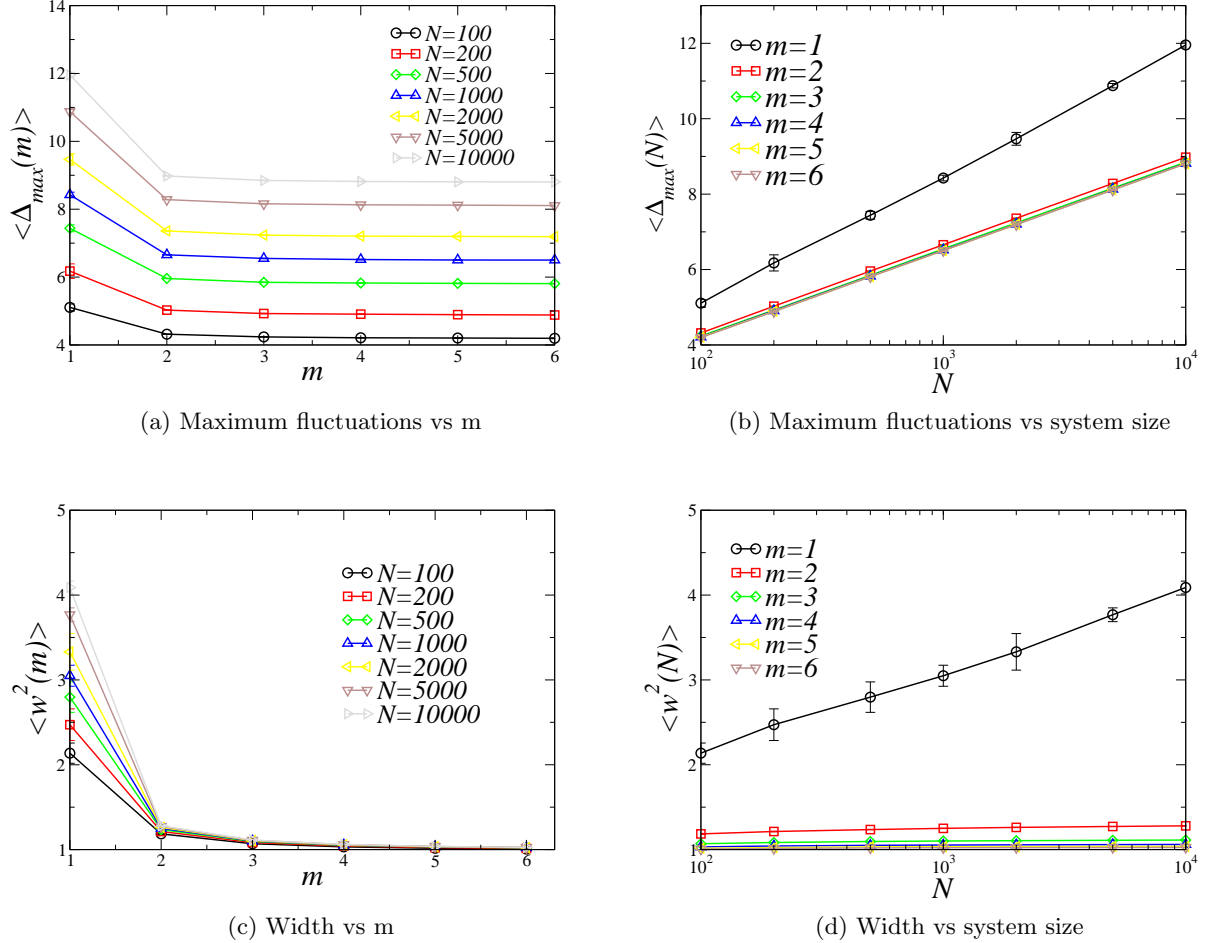 <Δmax(m)>
14
12
10
8
6
4
1 2 3 4 5 6
m
N=100
N=200
N=500
N=1000
N=2000
N=5000
N=10000
(a) Maximum fluctuations vs m
<Δmax(N)>
12
10
8
6
4
10² 10³ 10⁴
N
m=1
m=2
m=3
m=4
m=5
m=6
(b) Maximum fluctuations vs system size
<w²(m)>
5
4
3
2
1
1 2 3 4 5 6
m
N=100
N=200
N=500
N=1000
N=2000
N=5000
N=10000
(c) Width vs m
<w²(N)>
5
4
3
2
1
10² 10³ 10⁴
N
m=1
m=2
m=3
m=4
m=5
m=6
(d) Width vs system size